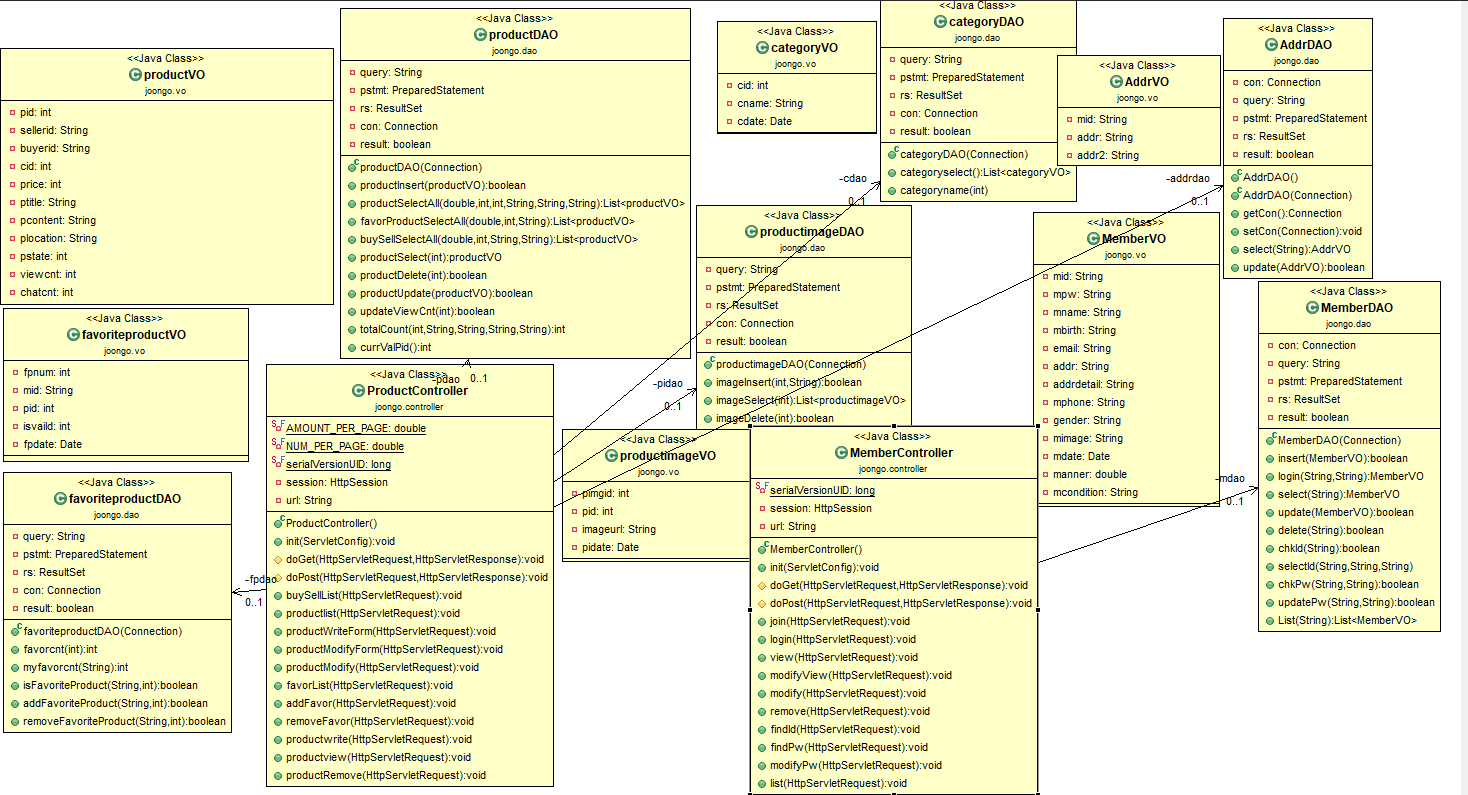 <<Java Class>>
productVO
joongo.vo
pid: int
sellerid: String
buyerid: String
cid: int
price: int
ptitle: String
pcontent: String
plocation: String
pstate: int
viewcnt: int
chatcnt: int
<<Java Class>>
productDAO
joongo.dao
query: String
pstmt: PreparedStatement
rs: ResultSet
con: Connection
result: boolean
productDAO(Connection)
productInsert(productVO):boolean
productSelectAll(double,int,int,String,String,String):List<productVO>
favorProductSelectAll(double,int,String):List<productVO>
buySellSelectAll(double,int,String,String):List<productVO>
productSelect(int):productVO
productDelete(int):boolean
productUpdate(productVO):boolean
updateViewCnt(int):boolean
totalCount(int,String,String,String,String):int
currValPid():int
<<Java Class>>
categoryVO
joongo.vo
cid: int
cname: String
cdate: Date
<<Java Class>>
categoryDAO
joongo.dao
query: String
pstmt: PreparedStatement
rs: ResultSet
con: Connection
result: boolean
categoryDAO(Connection)
categoryselect():List<categoryVO>
categoryname(int)
-cdao
0..1
<<Java Class>>
AddrVO
joongo.vo
mid: String
addr: String
addr2: String
<<Java Class>>
AddrDAO
joongo.dao
con: Connection
query: String
pstmt: PreparedStatement
rs: ResultSet
result: boolean
AddrDAO()
AddrDAO(Connection)
getCon():Connection
setCon(Connection):void
select(String):AddrVO
update(AddrVO):boolean
-addrdao
0..1
<<Java Class>>
productimageDAO
joongo.dao
query: String
pstmt: PreparedStatement
rs: ResultSet
con: Connection
result: boolean
productimageDAO(Connection)
imageInsert(int,String):boolean
imageSelect(int):List<productimageVO>
imageDelete(int):boolean
-pidao
0..1
<<Java Class>>
MemberVO
joongo.vo
mid: String
mpw: String
mname: String
mbirth: String
email: String
addr: String
addrdetail: String
mphone: String
gender: String
mimage: String
mdate: Date
manner: double
mcondition: String
<<Java Class>>
MemberDAO
joongo.dao
con: Connection
query: String
pstmt: PreparedStatement
rs: ResultSet
result: boolean
MemberDAO(Connection)
insert(MemberVO):boolean
login(String,String):MemberVO
select(String):MemberVO
update(MemberVO):boolean
delete(String):boolean
chkId(String):boolean
selectId(String,String,String)
chkPw(String,String):boolean
updatePw(String,String):boolean
List(String):List<MemberVO>
-mdao
0..1
<<Java Class>>
favoriteproductVO
joongo.vo
fpnum: int
mid: String
pid: int
isvaild: int
fpdate: Date
<<Java Class>>
favoriteproductDAO
joongo.dao
query: String
pstmt: PreparedStatement
rs: ResultSet
con: Connection
result: boolean
favoriteproductDAO(Connection)
favorcnt(int):int
myfavorcnt(String):int
isFavoriteProduct(String,int):boolean
addFavoriteProduct(String,int):boolean
removeFavoriteProduct(String,int):boolean
-fpdao
0..1
<<Java Class>>
-pdao
0..1
ProductController
joongo.controller
AMOUNT_PER_PAGE: double
NUM_PER_PAGE: double
serialVersionUID: long
session: HttpSession
url: String
ProductController()
init(ServletConfig):void
doGet(HttpServletRequest,HttpServletResponse):void
doPost(HttpServletRequest,HttpServletResponse):void
buySellList(HttpServletRequest):void
productlist(HttpServletRequest):void
productWriteForm(HttpServletRequest):void
productModifyForm(HttpServletRequest):void
productModify(HttpServletRequest):void
favorList(HttpServletRequest):void
addFavor(HttpServletRequest):void
removeFavor(HttpServletRequest):void
productwrite(HttpServletRequest):void
productview(HttpServletRequest):void
productRemove(HttpServletRequest):void
<<Java Class>>
productimageVO
joongo.vo
pimgid: int
pid: int
imageurl: String
pidate: Date
<<Java Class>>
MemberController
joongo.controller
serialVersionUID: long
session: HttpSession
url: String
MemberController()
init(ServletConfig):void
doGet(HttpServletRequest,HttpServletResponse):void
doPost(HttpServletRequest,HttpServletResponse):void
join(HttpServletRequest):void
login(HttpServletRequest):void
view(HttpServletRequest):void
modifyView(HttpServletRequest):void
modify(HttpServletRequest):void
remove(HttpServletRequest):void
findId(HttpServletRequest):void
findPw(HttpServletRequest):void
modifyPw(HttpServletRequest):void
list(HttpServletRequest):void